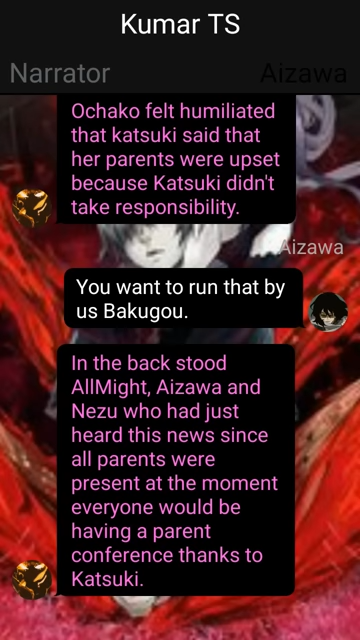 Kumar TS
Narrator
Aizawa
Ochako felt humiliated
that katsuki said that
her parents were upset
because Katsuki didn't
take responsibility.
Aizawa
You want to run that by
us Bakugou.
In the back stood
AllMight, Aizawa and
Nezu who had just
heard this news since
all parents were
present at the moment
everyone would be
having a parent
conference thanks to
Katsuki.